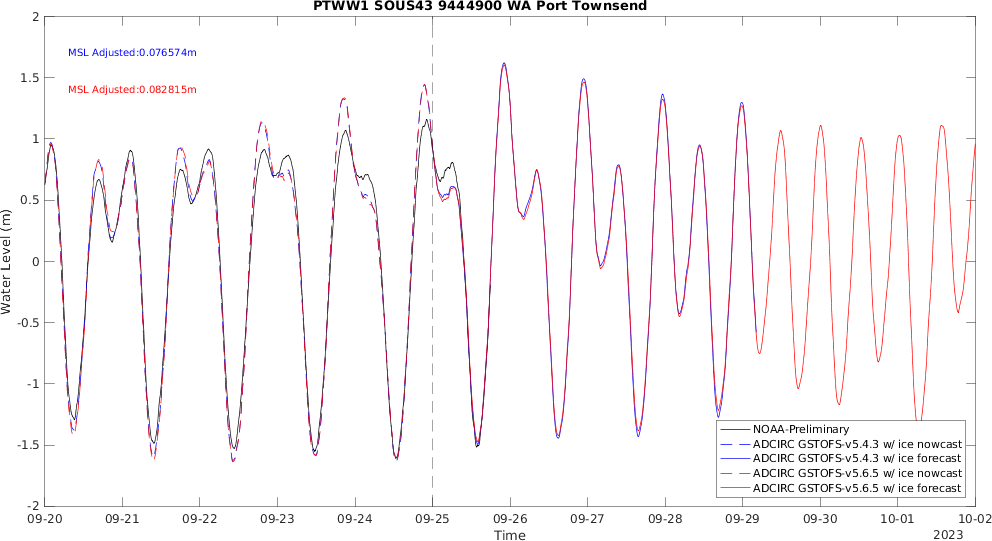 PTWW1 SOUS43 9444900 WA Port Townsend
2
MSL Adjusted:0.076574m
1.5
MSL Adjusted:0.082815m
1
0.5
Water Level (m)
0
-0.5
-1
-1.5
-2
NOAA-Preliminary
ADCIRC GSTOFS-v5.4.3 w/ ice nowcast
ADCIRC GSTOFS-v5.4.3 w/ ice forecast
ADCIRC GSTOFS-v5.6.5 w/ ice nowcast
ADCIRC GSTOFS-v5.6.5 w/ ice forecast
09-20 09-21 09-22 09-23 09-24 09-25 09-26 09-27 09-28 09-29 09-30 10-01 10-02
Time
2023